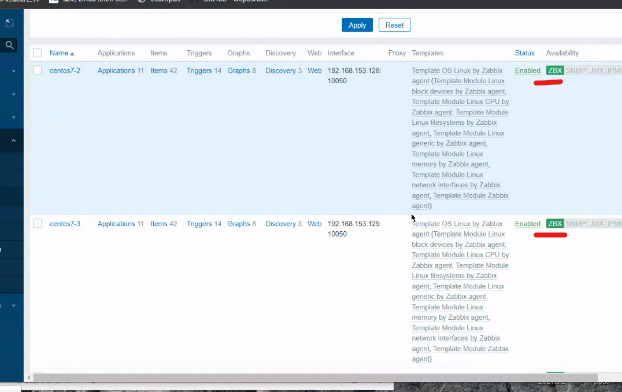 Apply Reset
Name Applications Items Triggers Graphs Discovery Web Interface Proxy Templates Status Availability
centos7-2 Applications 11 Items 42 Triggers 14 Graphs 8 Discovery 3 Web 192.168.153.128: Template OS Linux by Zabbix Enabled ZBX SNMP JMX IPMI
10050 agent (Template Module Linux
block devices by Zabbix agent,
Template Module Linux CPU by
Zabbix agent, Template Module
Linux filesystems by Zabbix
agent, Template Module Linux
generic by Zabbix agent,
Template Module Linux
memory by Zabbix agent,
Template Module Linux
network interfaces by Zabbix
agent, Template Module Zabbix
agent)
centos7-3 Applications 11 Items 42 Triggers 14 Graphs 8 Discovery 3 Web 192.168.153.129: Template OS Linux by Zabbix Enabled ZBX SNMP JMX IPMI
10050 agent (Template Module Linux
block devices by Zabbix agent,
Template Module Linux CPU by
Zabbix agent, Template Module
Linux filesystems by Zabbix
agent, Template Module Linux
generic by Zabbix agent,
Template Module Linux
memory by Zabbix agent,
Template Module Linux
network interfaces by Zabbix
agent, Template Module Zabbix
agent)